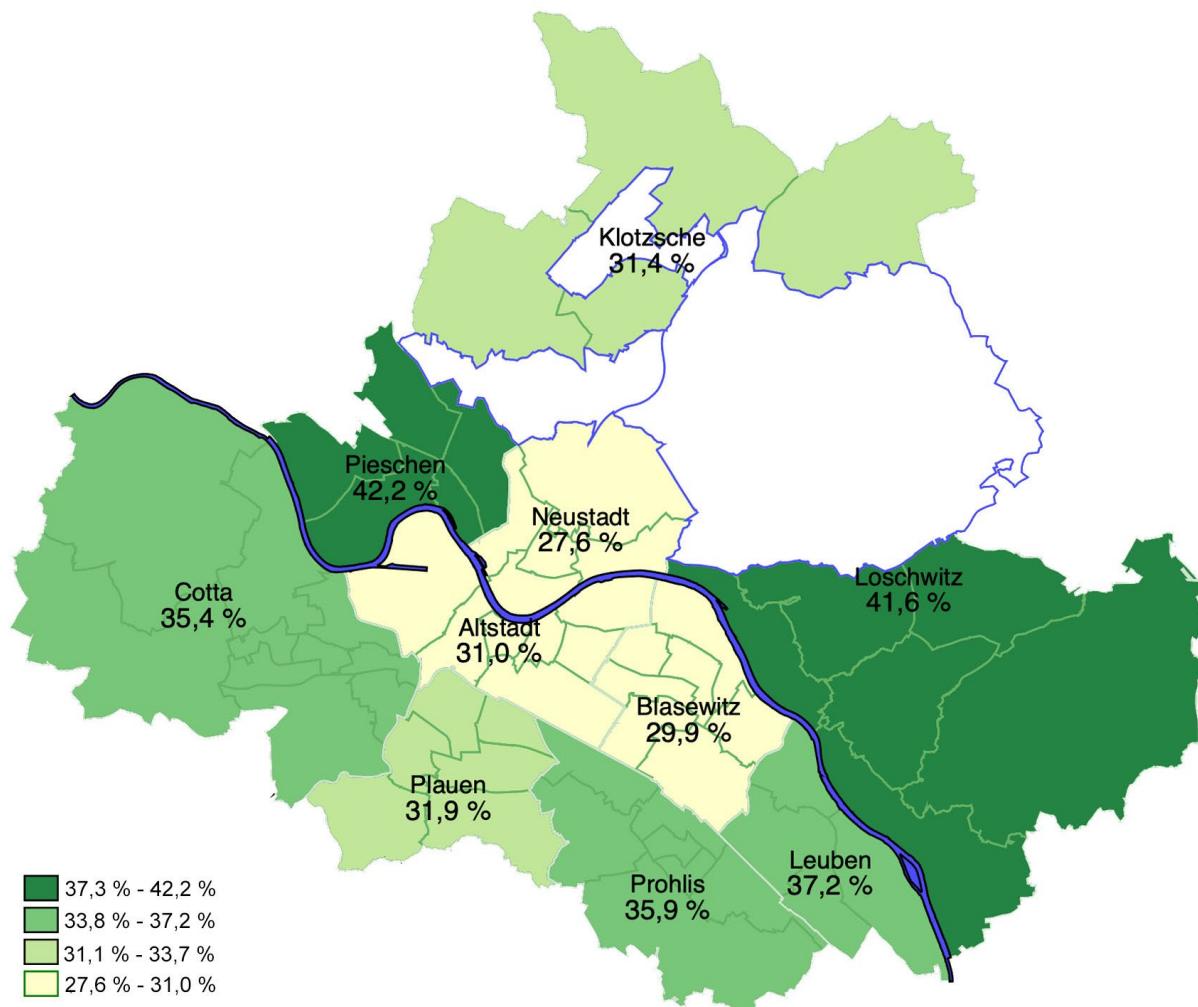 Klotzsche
31,4 %
Pieschen
42,2 %
Neustadt
27,6 %
Loschwitz
41,6 %
Cotta
35,4 %
Altstadt
31,0 %
Blasewitz
29,9 %
Plauen
31,9 %
Leuben
37,2 %
Prohlis
35,9 %
37,3 % - 42,2 %
33,8 % - 37,2 %
31,1 % - 33,7 %
27,6 % - 31,0 %